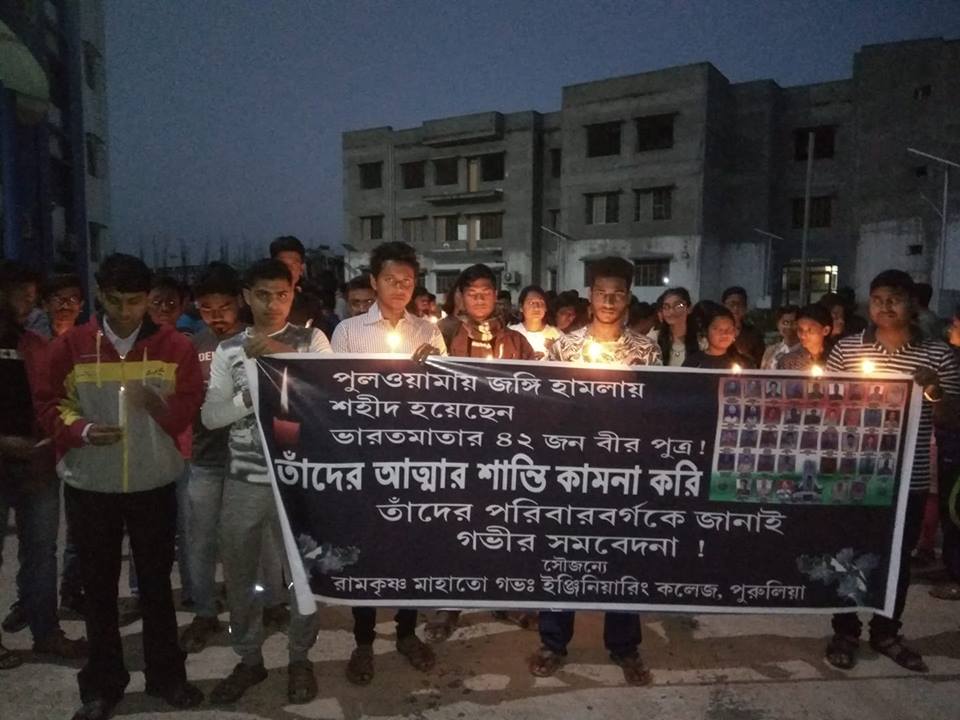 পুলওয়ামায় জঙ্গি হামলায়
শহীদ হয়েছেন
ভারতমাতার ৪২ জন বীর পুত্র!
তাঁদের আত্মার শান্তি কামনা করি
তাঁদের পরিবারবর্গকে জানাই
গভীর সমবেদনা !
সৌজন্যে
রামকৃষ্ণ মাহাতো গভঃ ইঞ্জিনিয়ারিং কলেজ, পুরুলিয়া